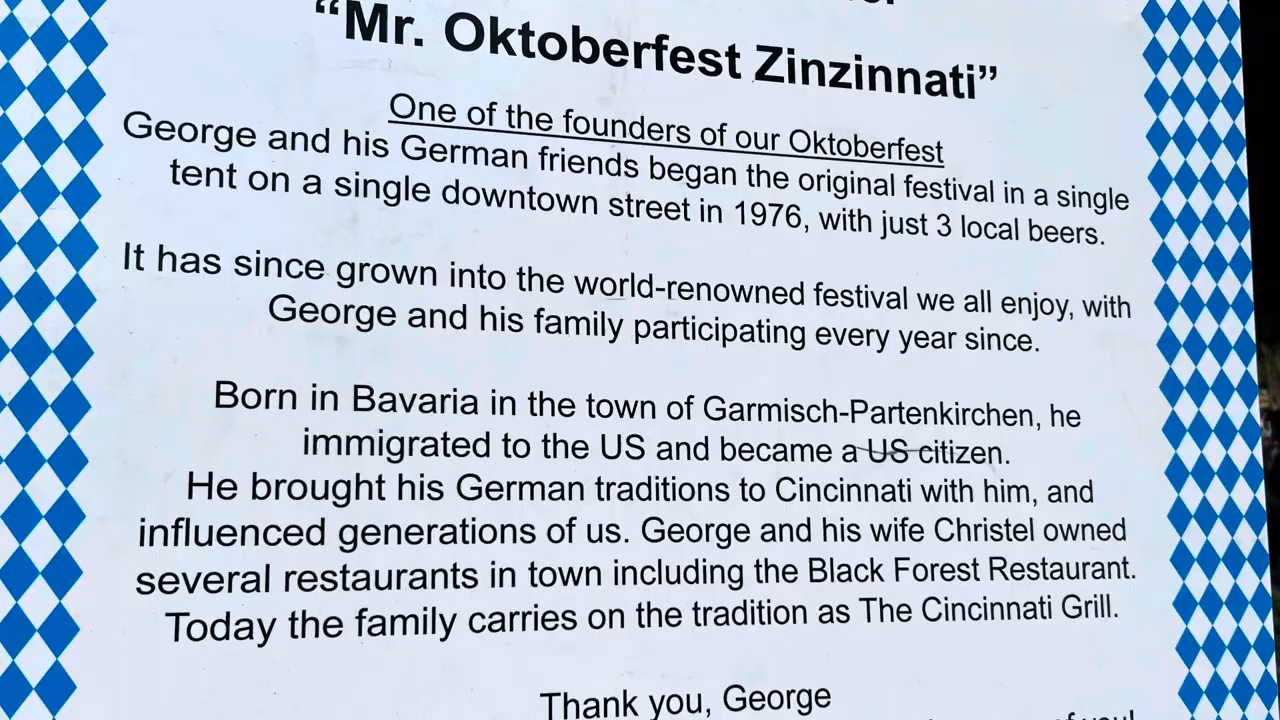 “Mr. Oktoberfest Zinzinnati”
One of the founders of our Oktoberfest
George and his German friends began the original festival in a single
tent on a single downtown street in 1976, with just 3 local beers.
It has since grown into the world-renowned festival we all enjoy, with
George and his family participating every year since.
Born in Bavaria in the town of Garmisch-Partenkirchen, he
immigrated to the US and became a US citizen.
He brought his German traditions to Cincinnati with him, and
influenced generations of us. George and his wife Christel owned
several restaurants in town including the Black Forest Restaurant.
Today the family carries on the tradition as The Cincinnati Grill.
Thank you, George
of you!